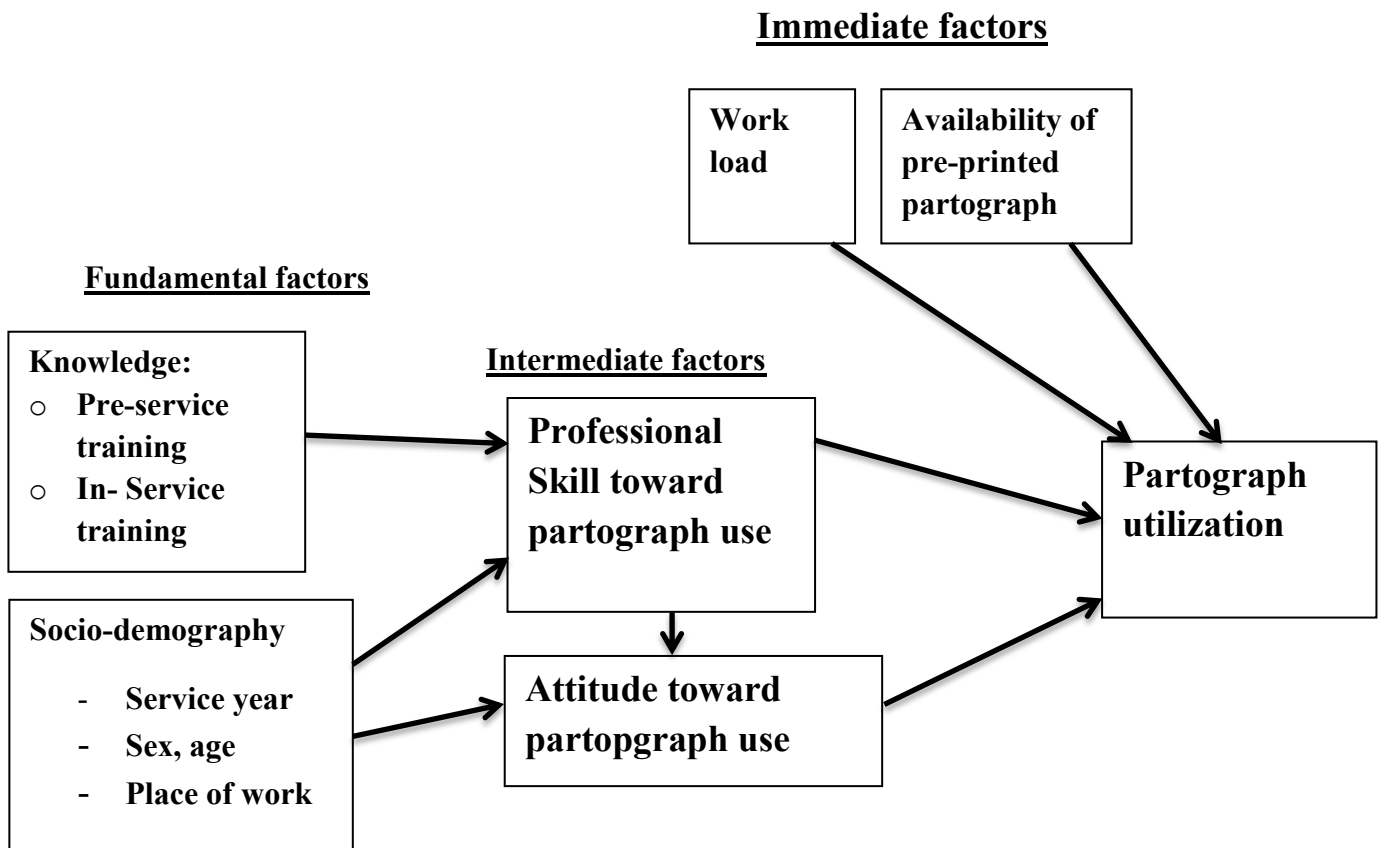 Immediate factors
Work
load
Availability of
pre-printed
partograph
Fundamental factors
Knowledge:
o Pre-service
training
o In- Service
training
Intermediate factors
Professional
Skill toward
partograph use
Partograph
utilization
Socio-demography
- Service year
- Sex, age
- Place of work
Attitude toward
partopgraph use